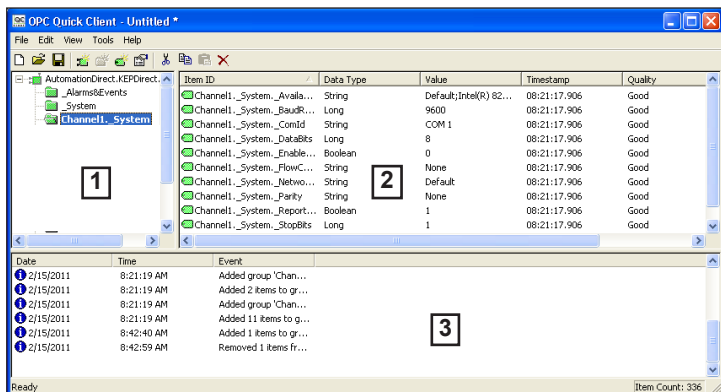 OPC Quick Client - Untitled *
File Edit View Tools Help
AutomationDirect.KEPDirect.
_Alarms&Events
_System
Channel1._System
1
Item ID Data Type Value Timestamp Quality
Channel1._System._Availa... String Default;Intel(R) 82... 08:21:17.906 Good
Channel1._System._BaudR... Long 9600 08:21:17.906 Good
Channel1._System._ComId String COM 1 08:21:17.906 Good
Channel1._System._DataBits Long 8 08:21:17.906 Good
Channel1._System._Enable... Boolean 0 08:21:17.906 Good
Channel1._System._FlowC... String None 08:21:17.906 Good
Channel1._System._Netwo... String Default 08:21:17.906 Good
Channel1._System._Parity String None 08:21:17.906 Good
Channel1._System._Report... Boolean 1 08:21:17.906 Good
Channel1._System._StopBits Long 1 08:21:17.906 Good
2
Date Time Event
2/15/2011 8:21:19 AM Added group 'Chan...
2/15/2011 8:21:19 AM Added 2 items to gr...
2/15/2011 8:21:19 AM Added group 'Chan...
2/15/2011 8:21:19 AM Added 11 items to g...
2/15/2011 8:42:40 AM Added 1 items to gr...
2/15/2011 8:42:59 AM Removed 1 items fr...
3
Ready Item Count: 336